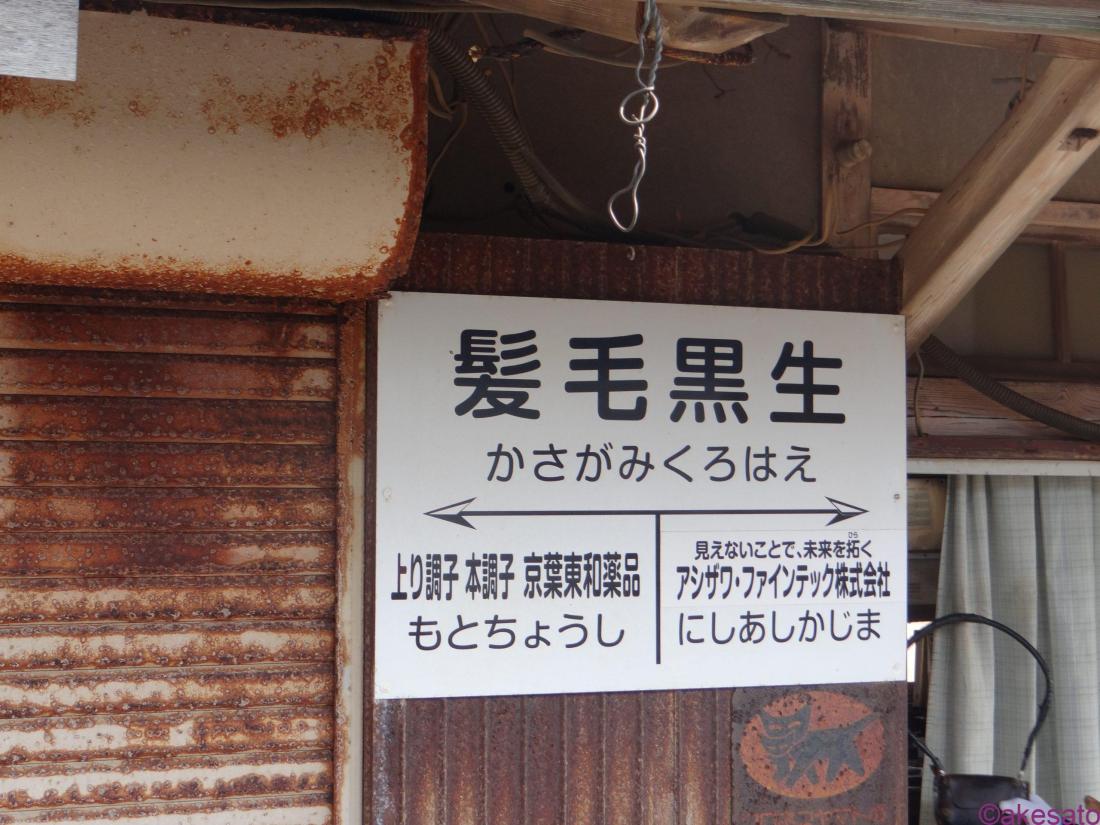 髪毛黒生
かさがみくろはえ
上り調子 本調子 京葉東和薬品
もとちょうし
ひら
見えないことで、未来を拓く
アシザワ・ファインテック株式会社
にしあしかじま
©akesato